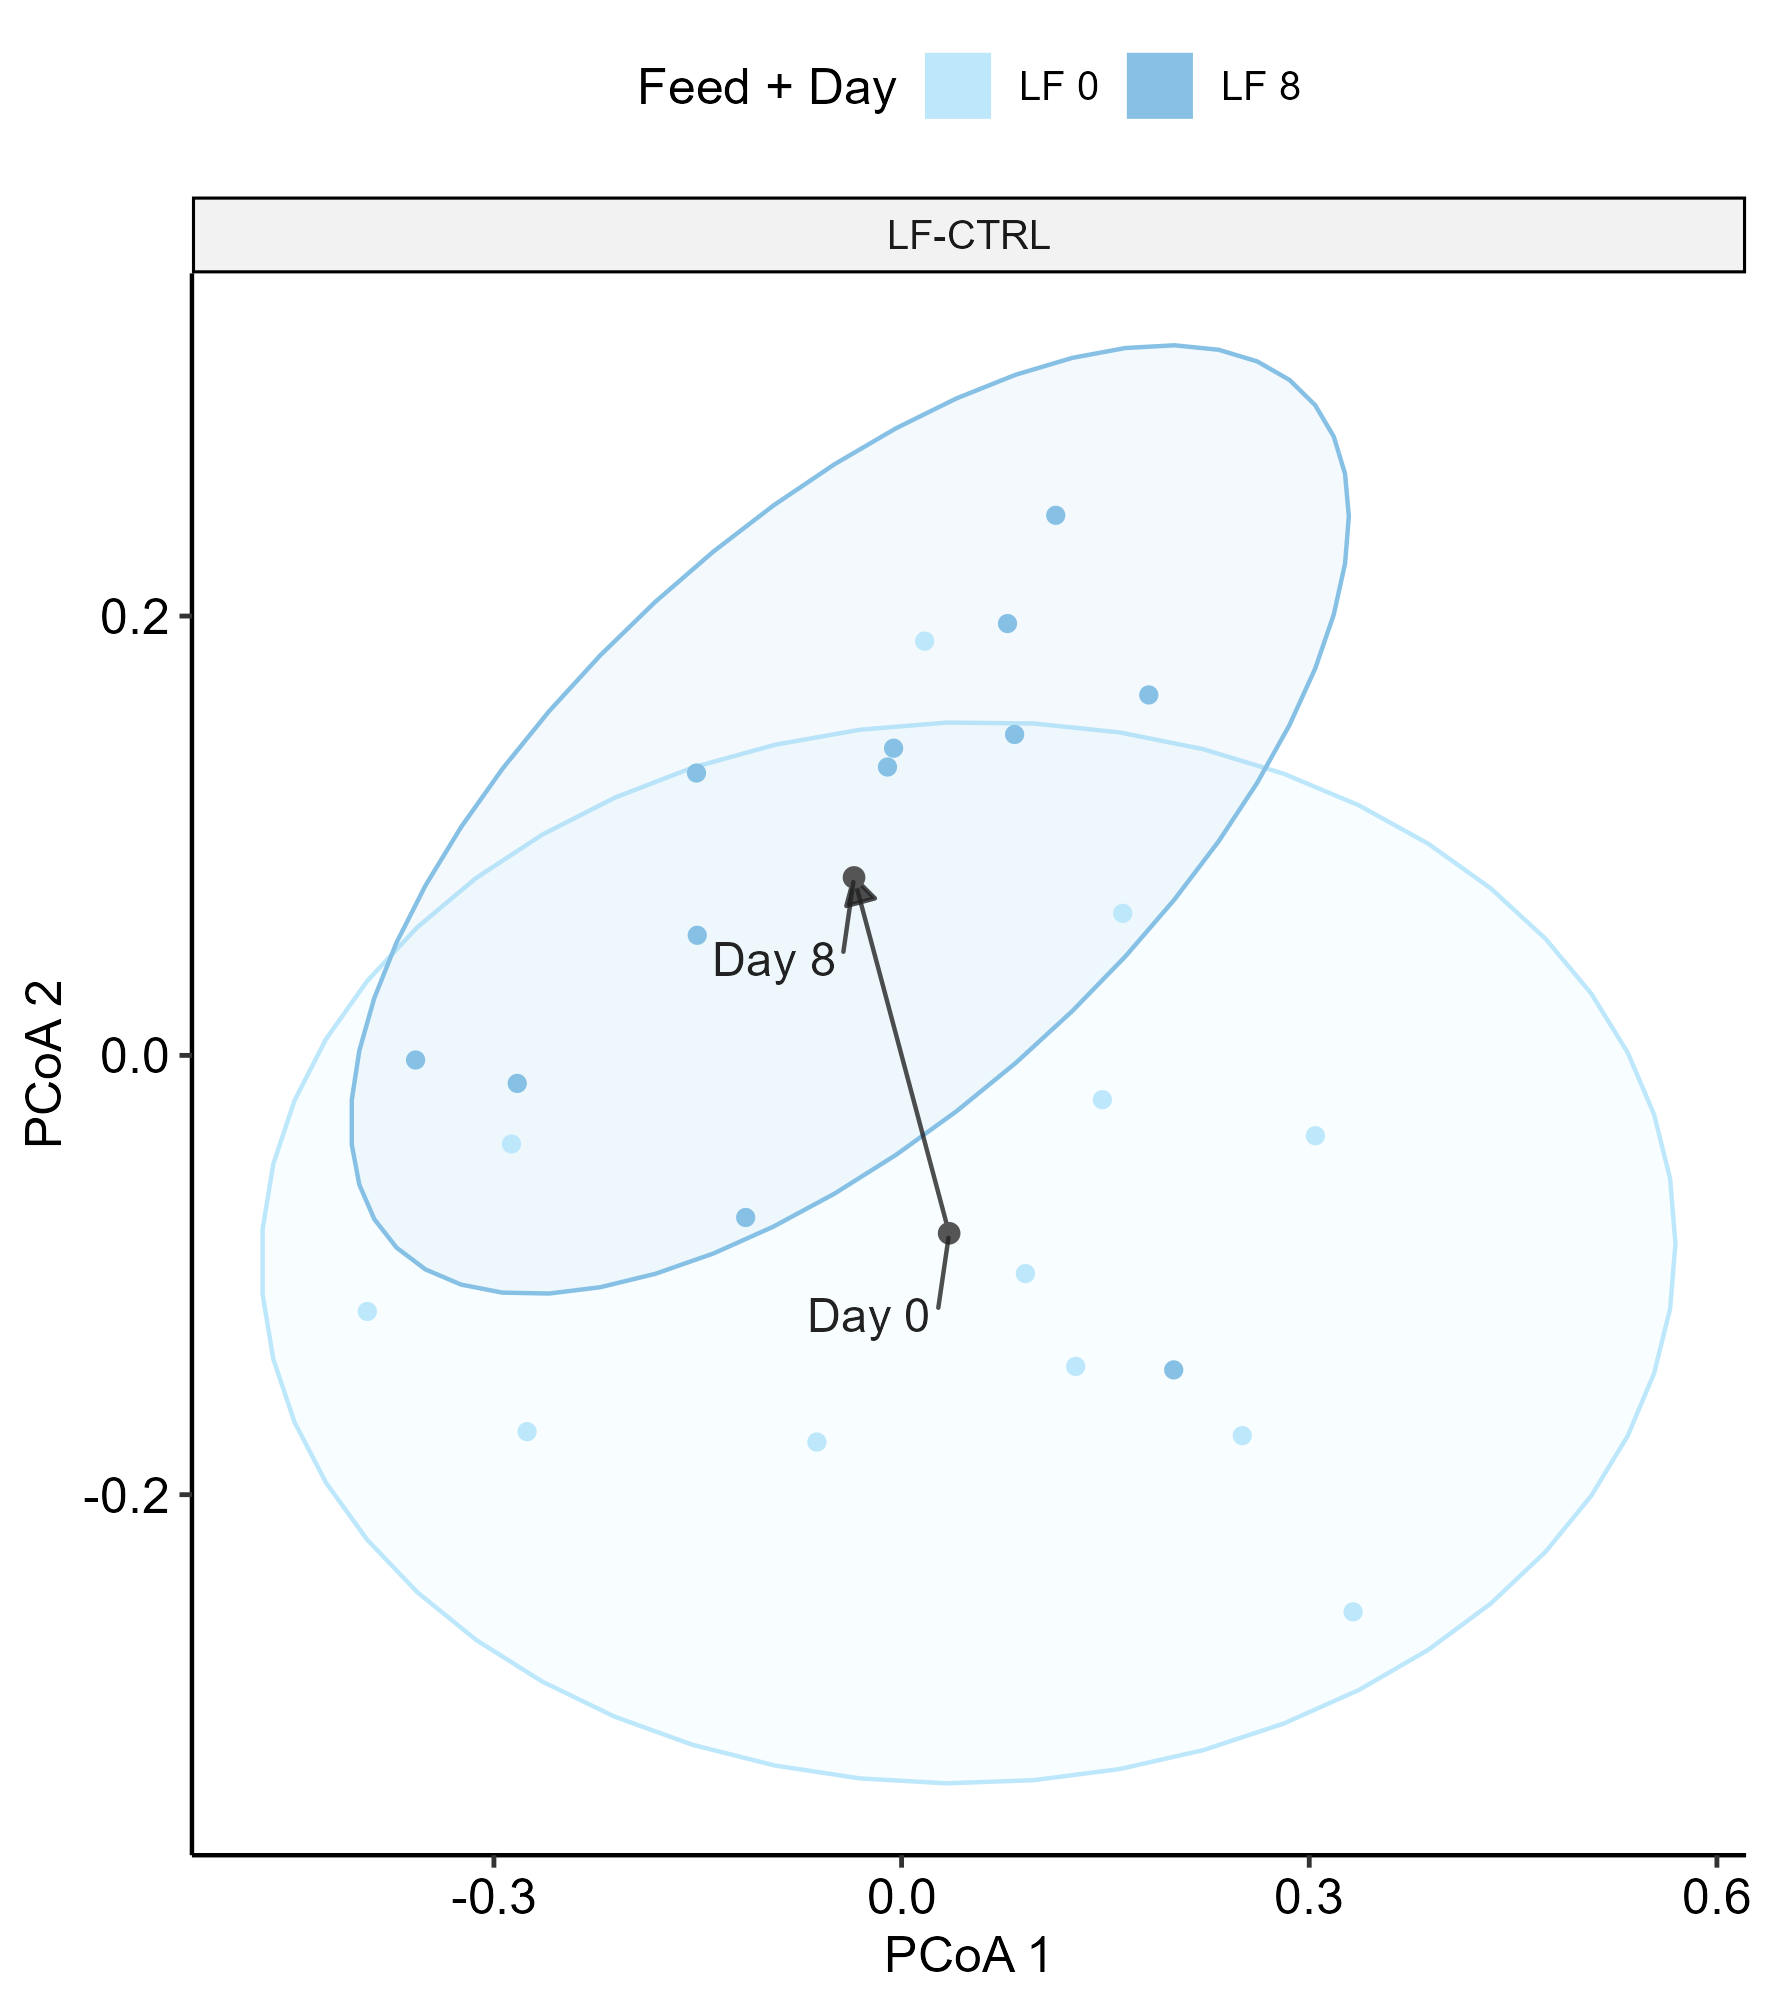 Feed + Day LF 0 LF 8
LF-CTRL
0.2
Day 8
0.0
PCoA 2
Day 0
-0.2
-0.3 0.0 0.3 0.6
PCoA 1